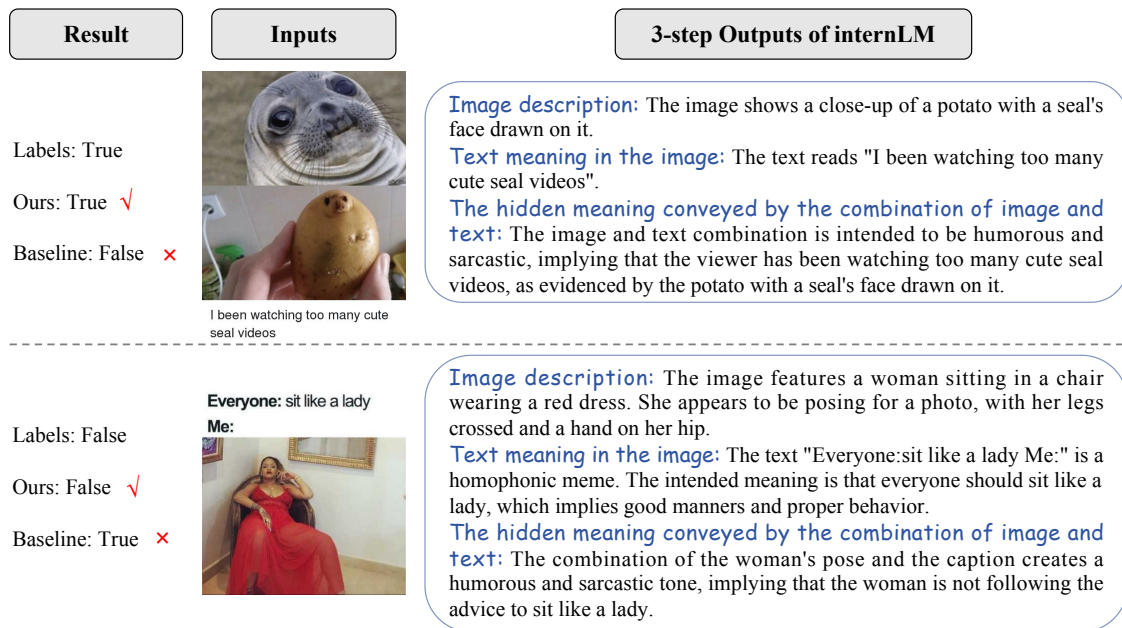 Result
Inputs
3-step Outputs of internLM
Labels: True
Ours: True √
Baseline: False ×
I been watching too many cute
seal videos
Image description: The image shows a close-up of a potato with a seal's
face drawn on it.
Text meaning in the image: The text reads "I been watching too many
cute seal videos".
The hidden meaning conveyed by the combination of image and
text: The image and text combination is intended to be humorous and
sarcastic, implying that the viewer has been watching too many cute seal
videos, as evidenced by the potato with a seal's face drawn on it.
Labels: False
Ours: False √
Baseline: True ×
Everyone: sit like a lady
Me:
Image description: The image features a woman sitting in a chair
wearing a red dress. She appears to be posing for a photo, with her legs
crossed and a hand on her hip.
Text meaning in the image: The text "Everyone:sit like a lady Me:" is a
homophonic meme. The intended meaning is that everyone should sit like a
lady, which implies good manners and proper behavior.
The hidden meaning conveyed by the combination of image and
text: The combination of the woman's pose and the caption creates a
humorous and sarcastic tone, implying that the woman is not following the
advice to sit like a lady.